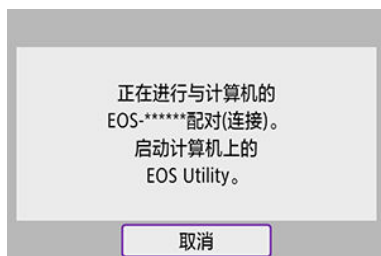 正在进行与计算机的
EOS-******配对(连接)。
启动计算机上的
EOS Utility。
取消